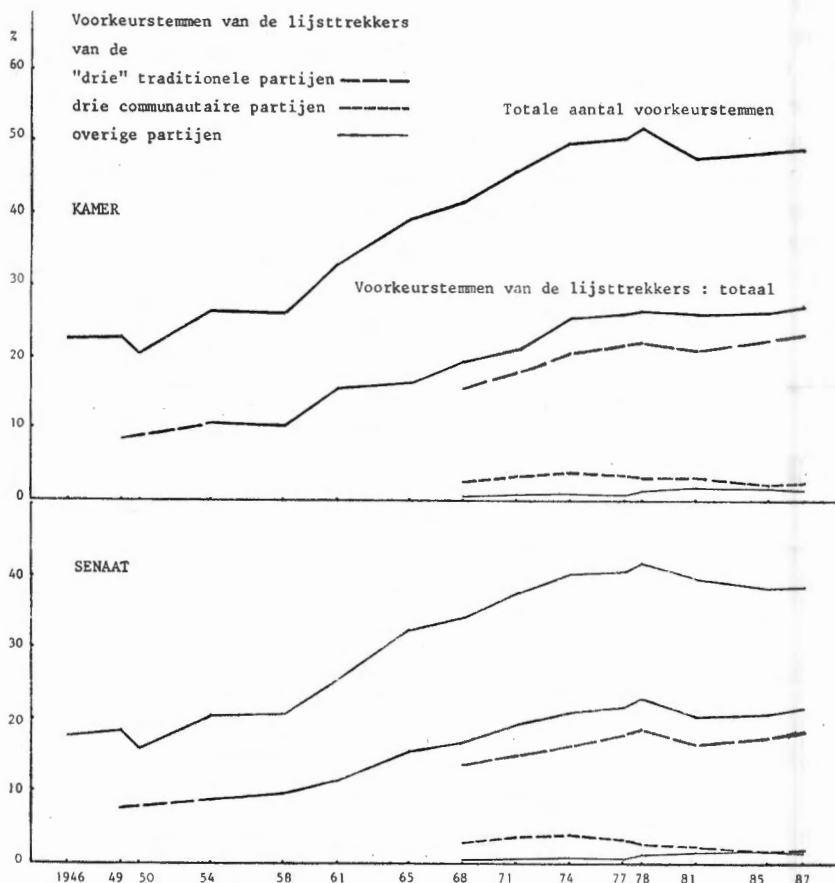 Voorkeurstemmen van de lijsttrekkers
van de
"drie" traditionele partijen
drie communautaire partijen
overige partijen
%
60
50
40
30
20
10
0
Totale aantal voorkeurstemmen
KAMER
Voorkeurstemmen van de lijsttrekkers : totaal
SENAAT
40
30
20
10
0
1946 49 50 54 58 61 65 68 71 74 77 78 81 85 87